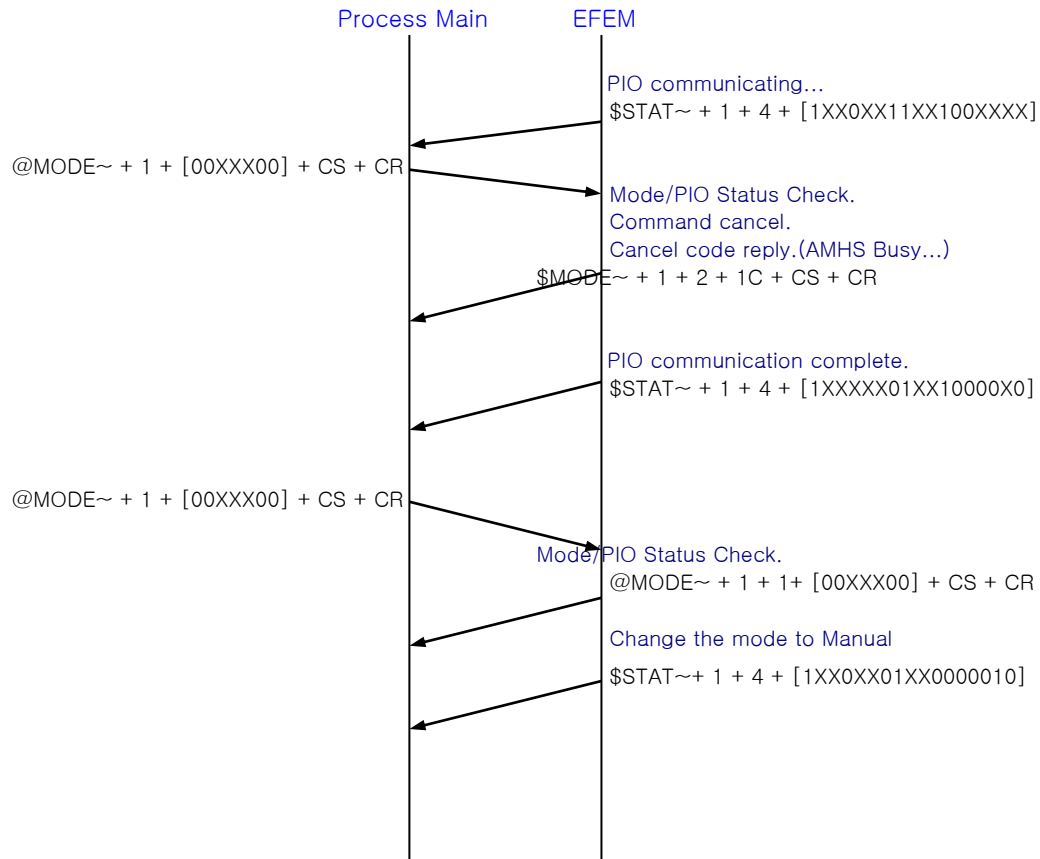 Process Main
EFEM
PIO communicating...
$STAT~ + 1 + 4 + [1XX0XX11XX100XXXX]
@MODE~ + 1 + [00XXX00] + CS + CR
Mode/PIO Status Check.
Command cancel.
Cancel code reply.(AMHS Busy...)
$MODE~ + 1 + 2 + 1C + CS + CR
PIO communication complete.
$STAT~ + 1 + 4 + [1XXXXX01XX10000X0]
@MODE~ + 1 + [00XXX00] + CS + CR
Mode/PIO Status Check.
@MODE~ + 1 + 1+ [00XXX00] + CS + CR
Change the mode to Manual
$STAT~+ 1 + 4 + [1XX0XX01XX0000010]